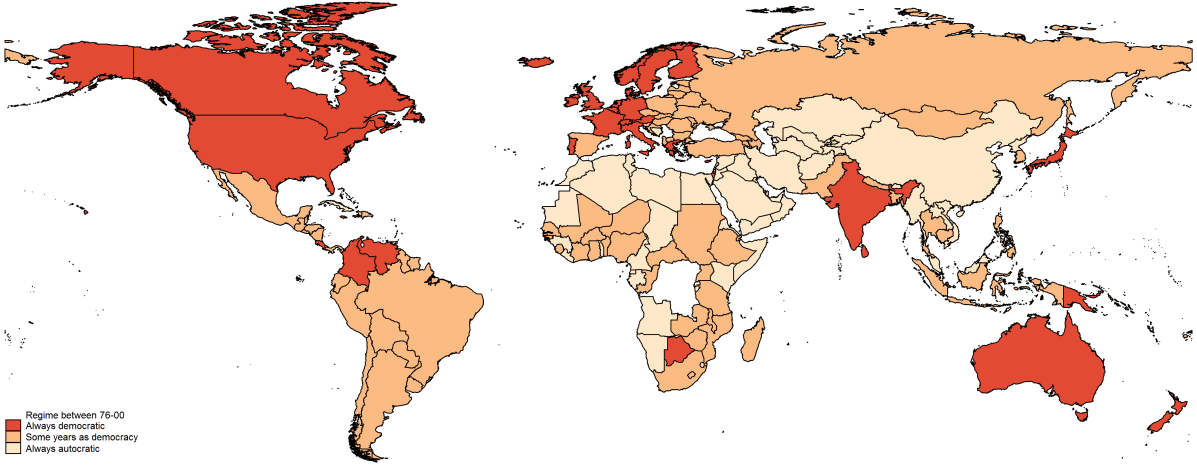 Regime between 76-00
Always democratic
Some years as democracy
Always autocratic